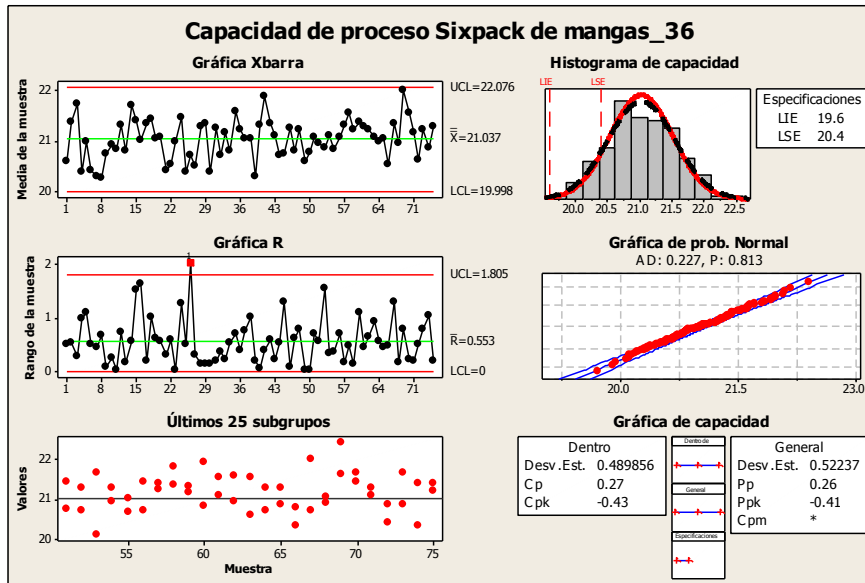 Capacidad de proceso Sixpack de mangas_36
Gráfica Xbarra
Media de la muestra
22
21
20
1 8 15 22 29 36 43 50 57 64 71
UCL=22.076
X=21.037
LCL=19.998
Gráfica R
Rango de la muestra
2
1
0
1
1 8 15 22 29 36 43 50 57 64 71
UCL=1.805
R=0.553
LCL=0
Últimos 25 subgrupos
Valores
22
21
20
55 60 65 70 75
Muestra
Histograma de capacidad
LIE LSE
20.0 20.5 21.0 21.5 22.0 22.5
Especificaciones
LIE 19.6
LSE 20.4
Gráfica de prob. Normal
AD: 0.227, P: 0.813
20.0 21.5 23.0
Gráfica de capacidad
Dentro
Desv.Est. 0.489856
Cp 0.27
Cpk -0.43
Dentro de
General
Especificaciones
General
Desv.Est. 0.52237
Pp 0.26
Ppk -0.41
Cpm *